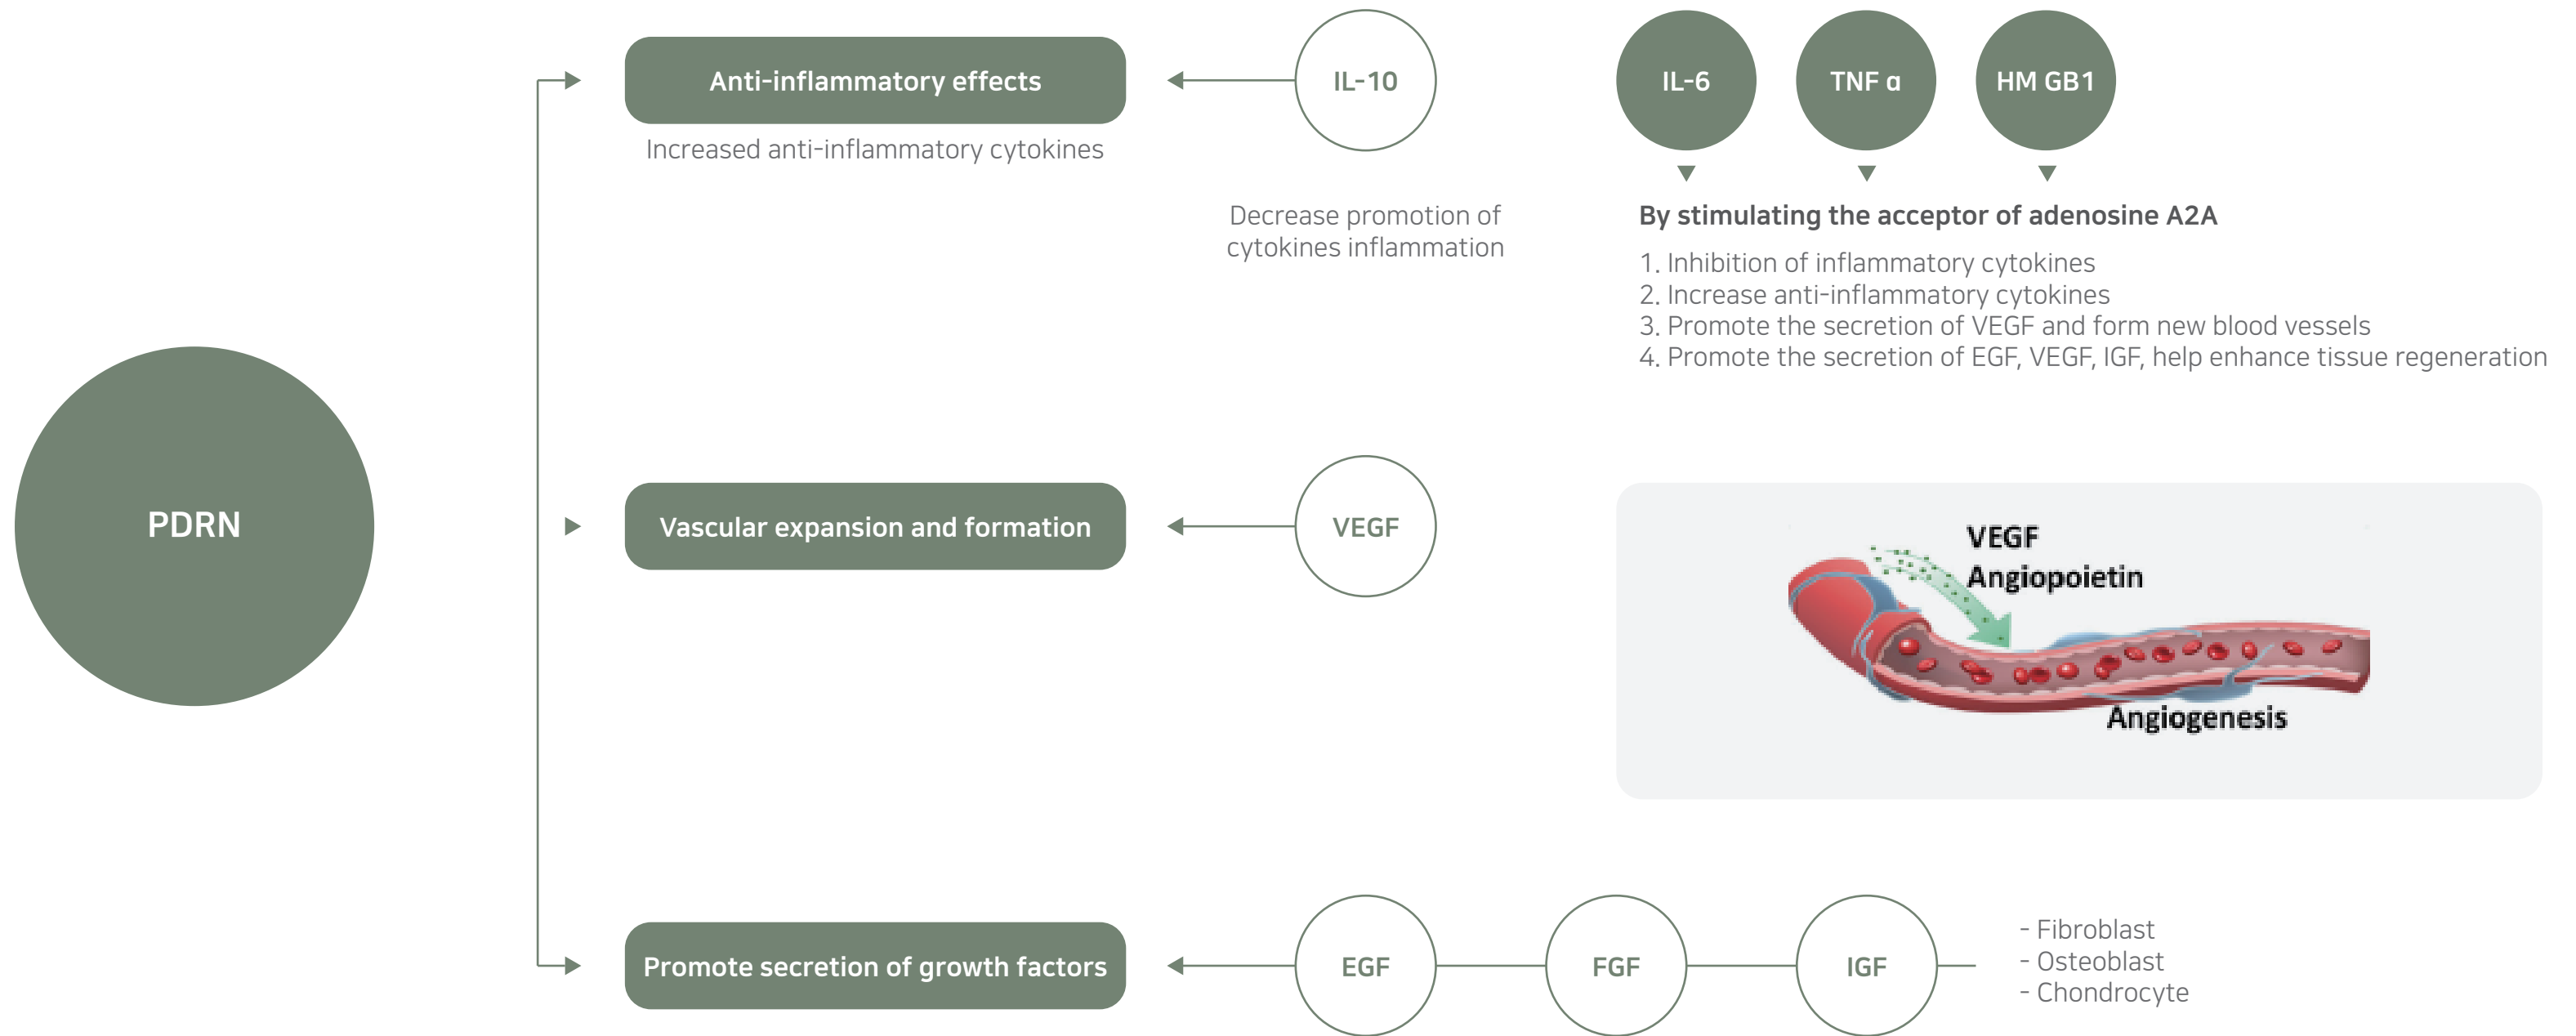 PDRN
Anti-inflammatory effects
Increased anti-inflammatory cytokines
IL-10
Decrease promotion of
cytokines inflammation
IL-6
TNF α
HM GB1
By stimulating the acceptor of adenosine A2A
1. Inhibition of inflammatory cytokines
2. Increase anti-inflammatory cytokines
3. Promote the secretion of VEGF and form new blood vessels
4. Promote the secretion of EGF, VEGF, IGF, help enhance tissue regeneration
Vascular expansion and formation
VEGF
VEGF
Angiopoietin
Angiogenesis
Promote secretion of growth factors
EGF
FGF
IGF
- Fibroblast
- Osteoblast
- Chondrocyte